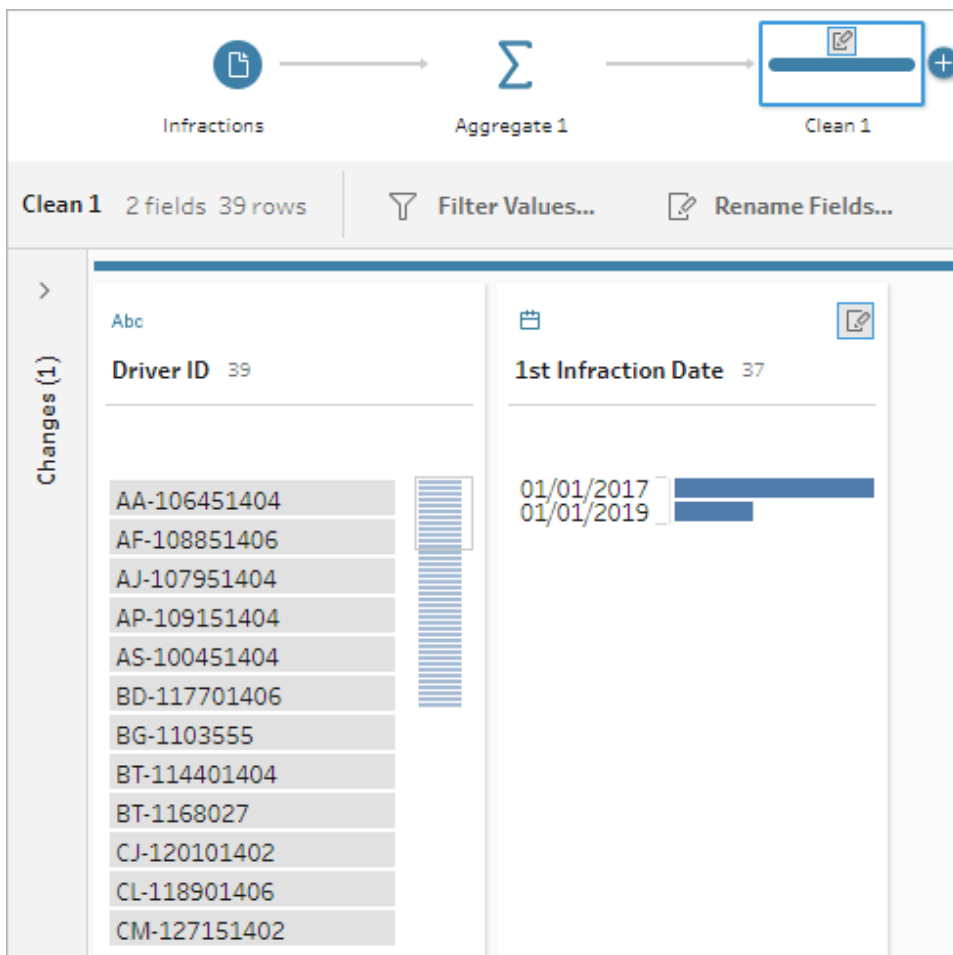 Infractions
Aggregate 1
Clean 1
Clean 1 2 fields 39 rows Filter Values... Rename Fields...
Changes (1)
Abc
Driver ID 39
AA-106451404
AF-108851406
AJ-107951404
AP-109151404
AS-100451404
BD-117701406
BG-1103555
BT-114401404
BT-1168027
CJ-120101402
CL-118901406
CM-127151402
1st Infraction Date 37
01/01/2017
01/01/2019